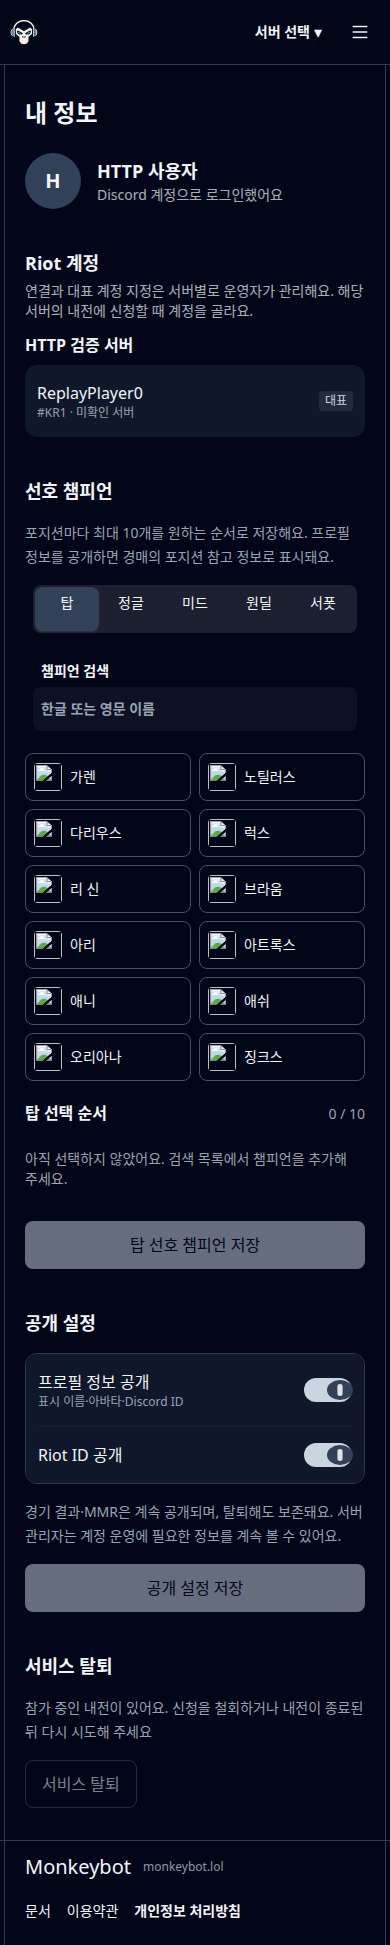 서버 선택 ▾
내 정보
H
HTTP 사용자
Discord 계정으로 로그인했어요
Riot 계정
연결과 대표 계정 지정은 서버별로 운영자가 관리해요. 해당
서버의 내전에 신청할 때 계정을 골라요.
HTTP 검증 서버
ReplayPlayer0
대표
#KR1 · 미확인 서버
선호 챔피언
포지션마다 최대 10개를 원하는 순서로 저장해요. 프로필
정보를 공개하면 경매의 포지션 참고 정보로 표시돼요.
탑 정글 미드 원딜 서폿
챔피언 검색
한글 또는 영문 이름
가렌 노틸러스
다리우스 럭스
리 신 브라움
아리 아트록스
애니 애쉬
오리아나 징크스
탑 선택 순서 0 / 10
아직 선택하지 않았어요. 검색 목록에서 챔피언을 추가해
주세요.
탑 선호 챔피언 저장
공개 설정
프로필 정보 공개
표시 이름·아바타·Discord ID
Riot ID 공개
경기 결과·MMR은 계속 공개되며, 탈퇴해도 보존돼요. 서버
관리자는 계정 운영에 필요한 정보를 계속 볼 수 있어요.
공개 설정 저장
서비스 탈퇴
참가 중인 내전이 있어요. 신청을 철회하거나 내전이 종료된
뒤 다시 시도해 주세요
서비스 탈퇴
Monkeybot monkeybot.lol
문서 이용약관 개인정보 처리방침